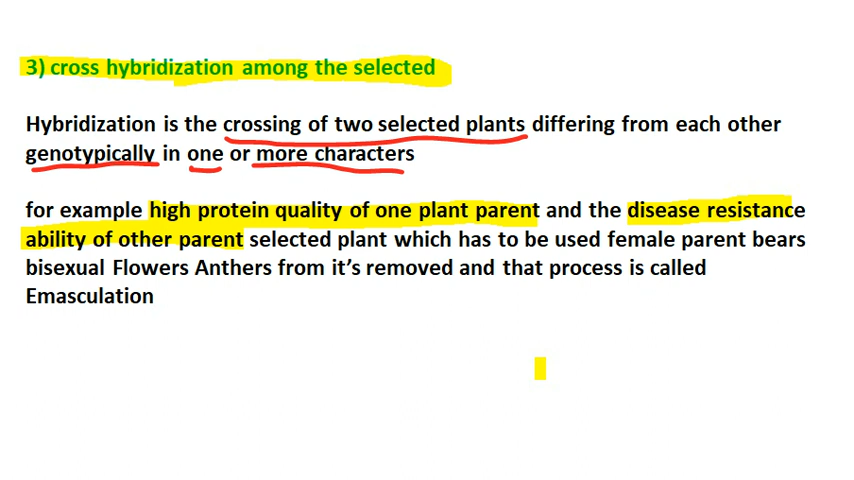 3) cross hybridization among the selected
Hybridization is the crossing of two selected plants differing from each other
genotypically in one or more characters
for example high protein quality of one plant parent and the disease resistance
ability of other parent selected plant which has to be used female parent bears
bisexual Flowers Anthers from it’s removed and that process is called
Emasculation